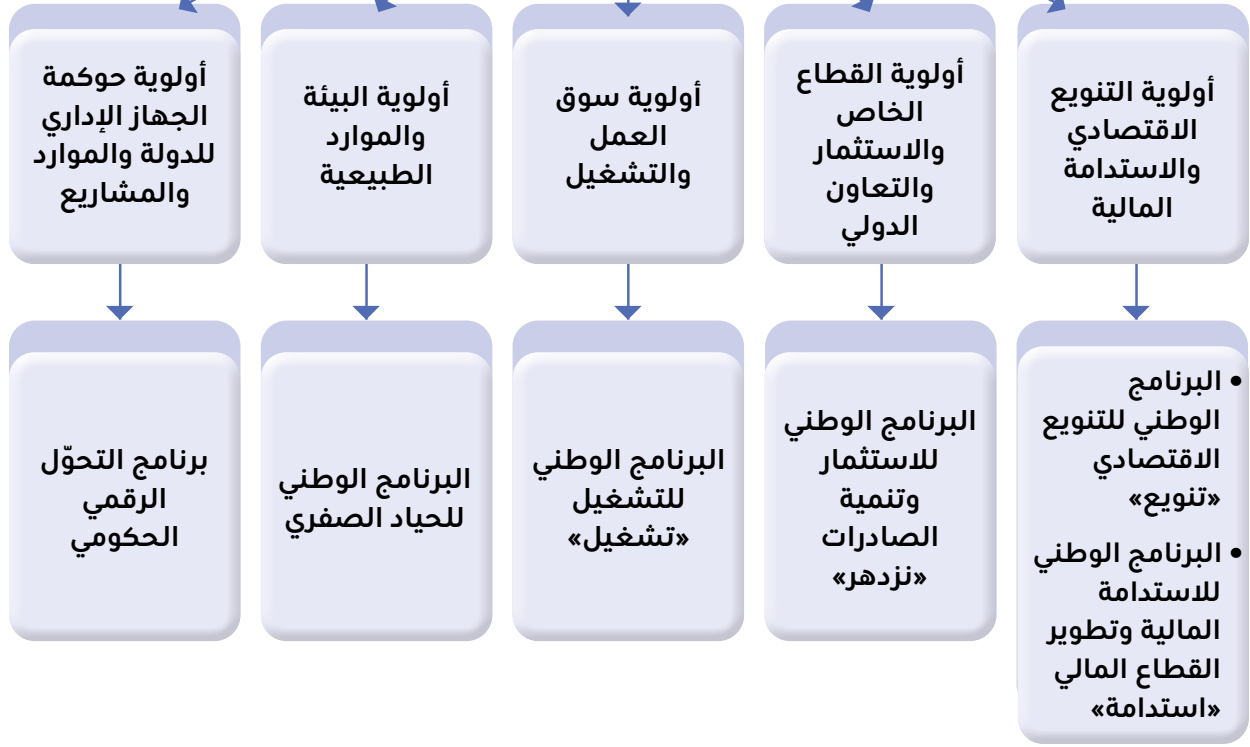 أولوية التنويع
الاقتصادي
والاستدامة
المالية
أولوية القطاع
الخاص
والاستثمار
والتعاون
الدولي
أولوية سوق
العمل
والتشغيل
أولوية البيئة
والموارد
الطبيعية
أولوية حوكمة
الجهاز الإداري
للدولة والموارد
والمشاريع
• البرنامج
الوطني للتنويع
الاقتصادي
«تنويع»
• البرنامج الوطني
للاستدامة
المالية وتطوير
القطاع المالي
«استدامة»
البرنامج الوطني
للاستثمار
وتنمية
الصادرات
«نزدهر»
البرنامج الوطني
للتشغيل
«تشغيل»
البرنامج الوطني
للحياد الصفري
برنامج التحوّل
الرقمي
الحكومي